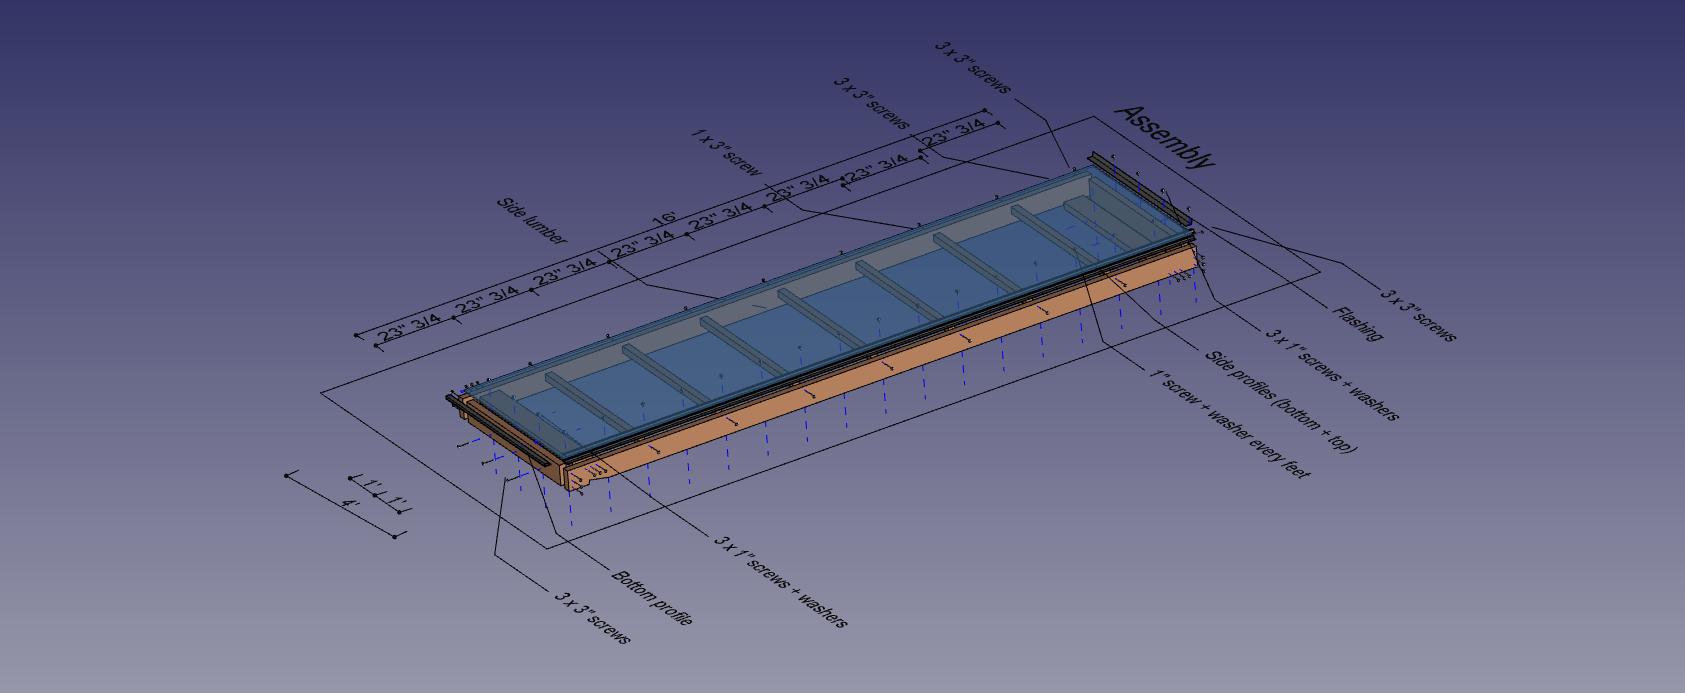 3 x 3" screws
3 x 3" screws
Assembly
1 x 3" screw
Side lumber
16'
23" 3/4
23" 3/4
23" 3/4
23" 3/4
23" 3/4
23" 3/4
23" 3/4
23" 3/4
3 x 3" screws
Flashing
3 x 1" screws + washers
Side profiles (bottom + top)
1" screw + washer every feet
1'
1'
4'
3 x 1" screws + washers
Bottom profile
3 x 3" screws